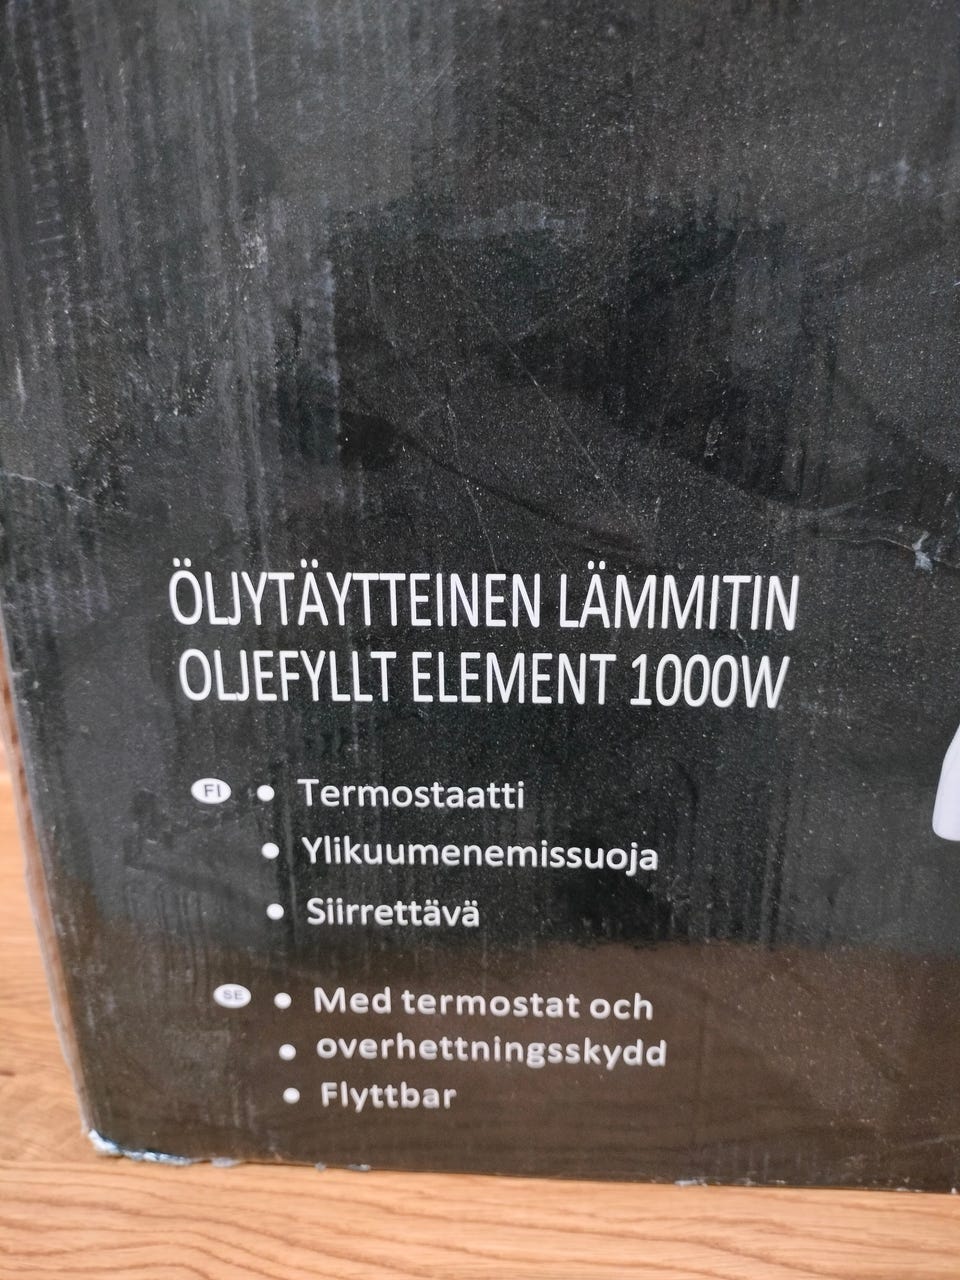 ÖLJYTÄYTTEINEN LÄMMITIN
OLJEFYLLT ELEMENT 1000W
FI • Termostaatti
• Ylikuumenemissuoja
• Siirrettävä
SE • Med termostat och
• overhettningsskydd
• Flyttbar